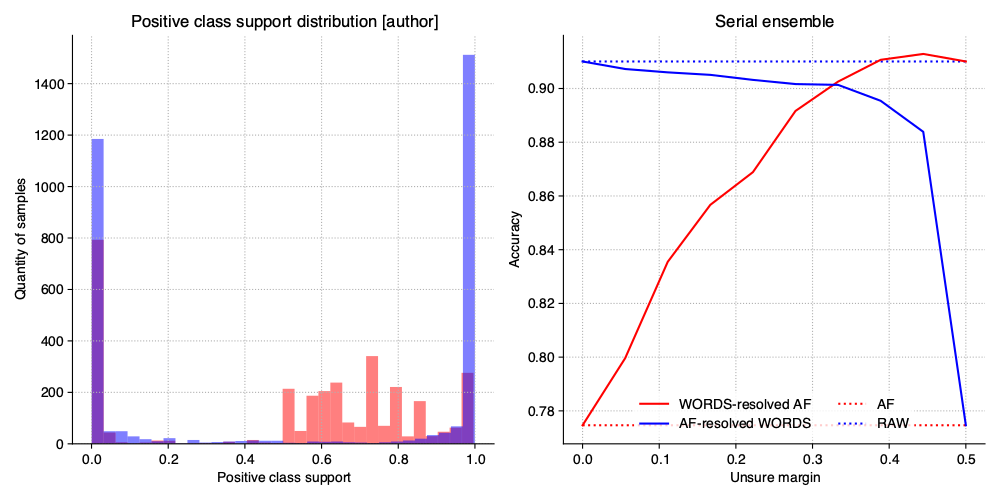 Positive class support distribution [author]
Quantity of samples
1400
1200
1000
800
600
400
200
0
0.0 0.2 0.4 0.6 0.8 1.0
Positive class support
Serial ensemble
Accuracy
0.90
0.88
0.86
0.84
0.82
0.80
0.78
WORDS-resolved AF
AF-resolved WORDS
AF
RAW
0.0 0.1 0.2 0.3 0.4 0.5
Unsure margin